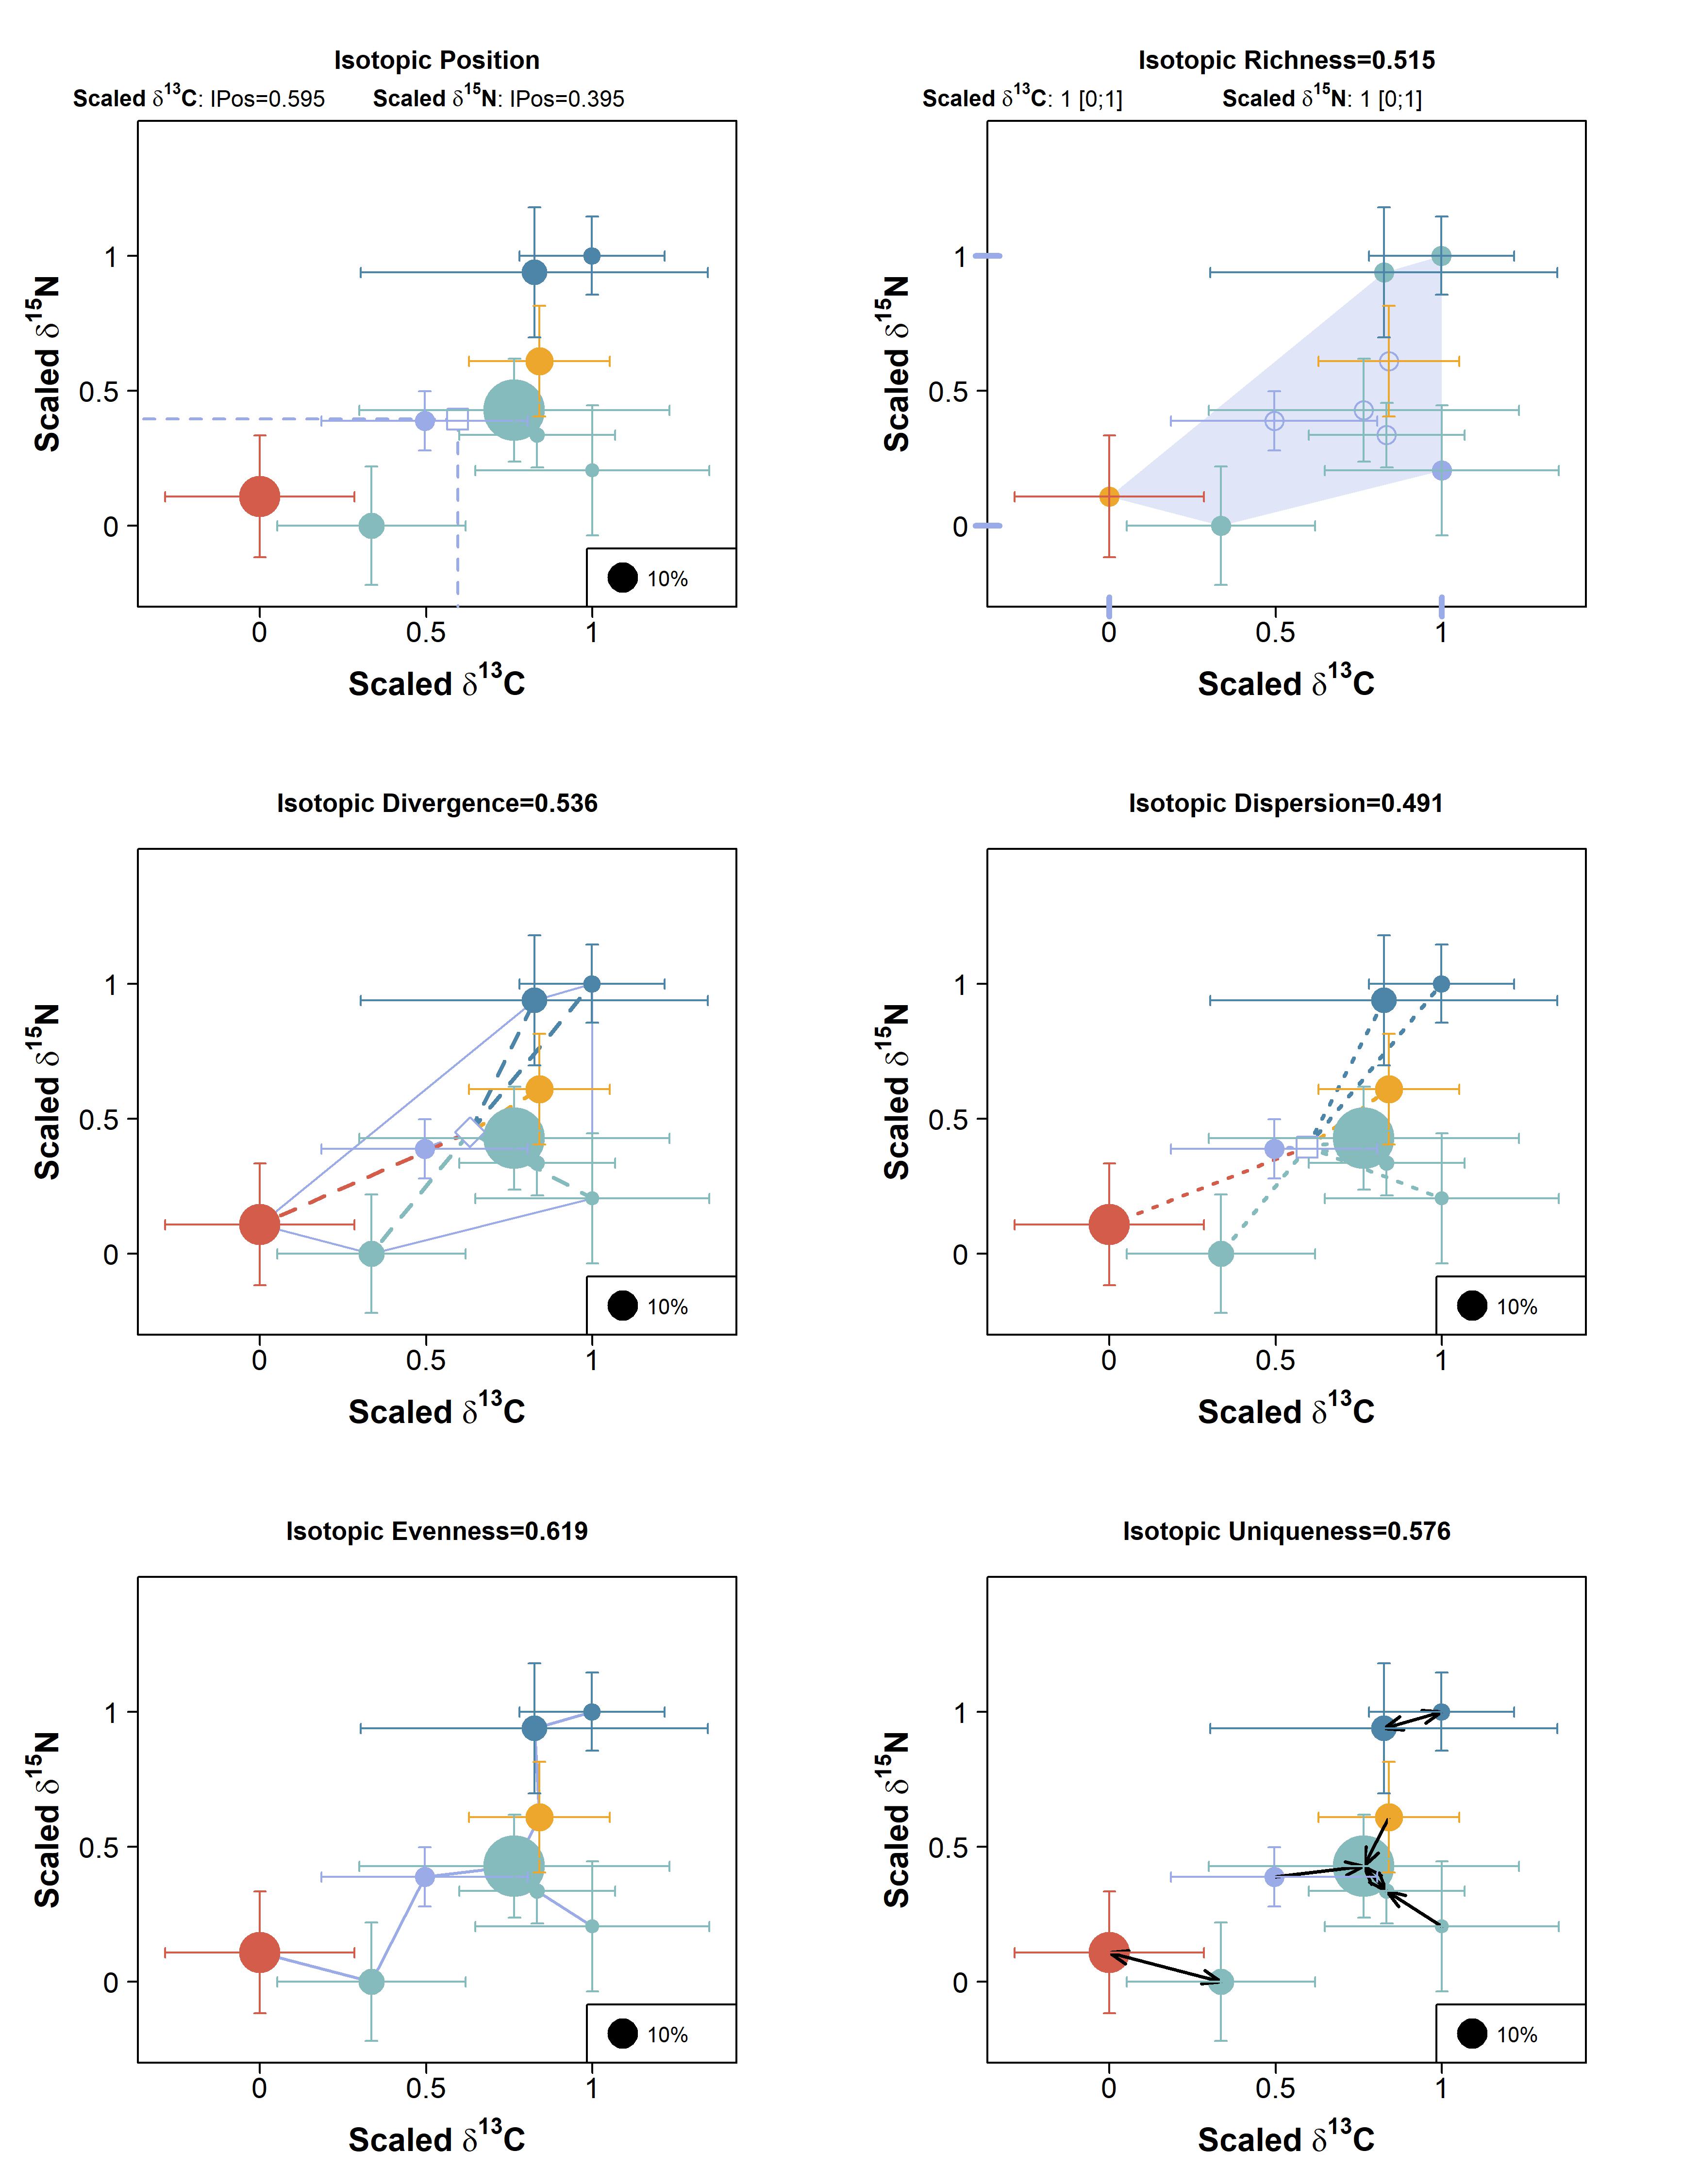 Isotopic Position
Scaled δ13C: IPos=0.595 Scaled δ15N: IPos=0.395
Scaled δ15N
1
0.5
0
10%
0 0.5 1
Scaled δ13C
Isotopic Richness=0.515
Scaled δ13C: 1 [0;1] Scaled δ15N: 1 [0;1]
Scaled δ15N
1
0.5
0
0 0.5 1
Scaled δ13C
Isotopic Divergence=0.536
Scaled δ15N
1
0.5
0
10%
0 0.5 1
Scaled δ13C
Isotopic Dispersion=0.491
Scaled δ15N
1
0.5
0
10%
0 0.5 1
Scaled δ13C
Isotopic Evenness=0.619
Scaled δ15N
1
0.5
0
10%
0 0.5 1
Scaled δ13C
Isotopic Uniqueness=0.576
Scaled δ15N
1
0.5
0
10%
0 0.5 1
Scaled δ13C